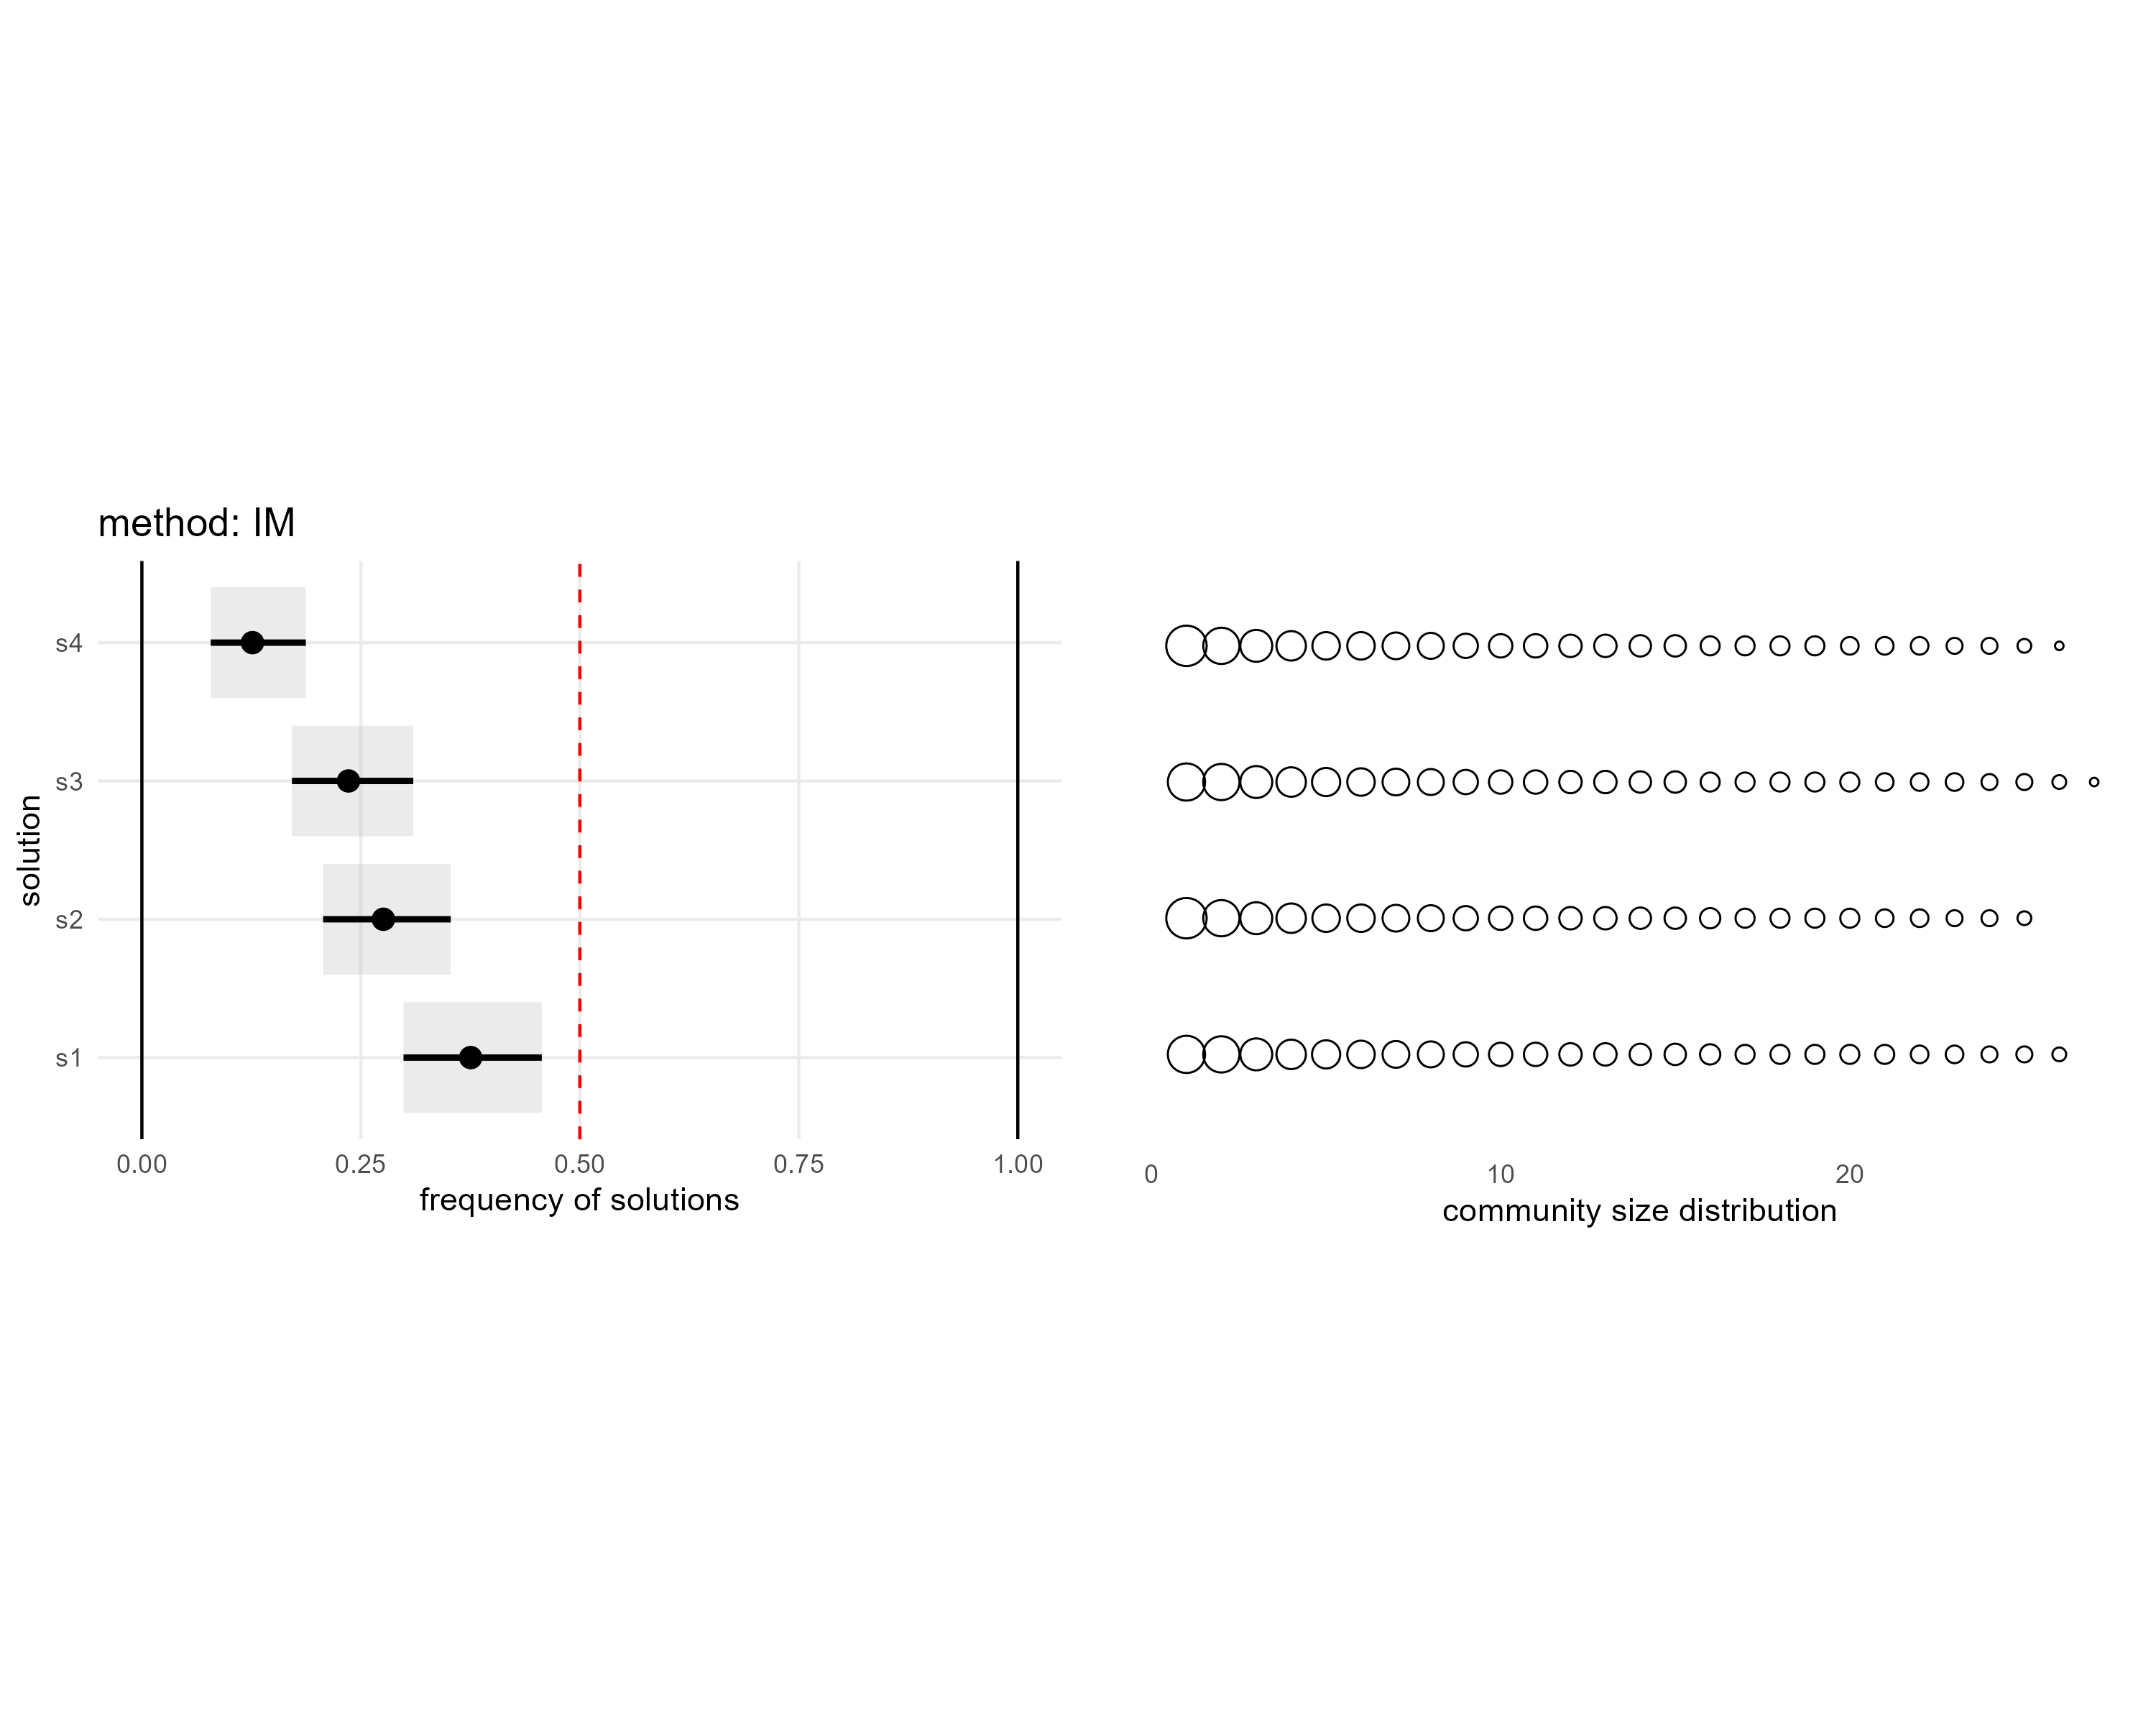 method: IM
solution
s4
s3
s2
s1
0.00 0.25 0.50 0.75 1.00
frequency of solutions
0 10 20
community size distribution